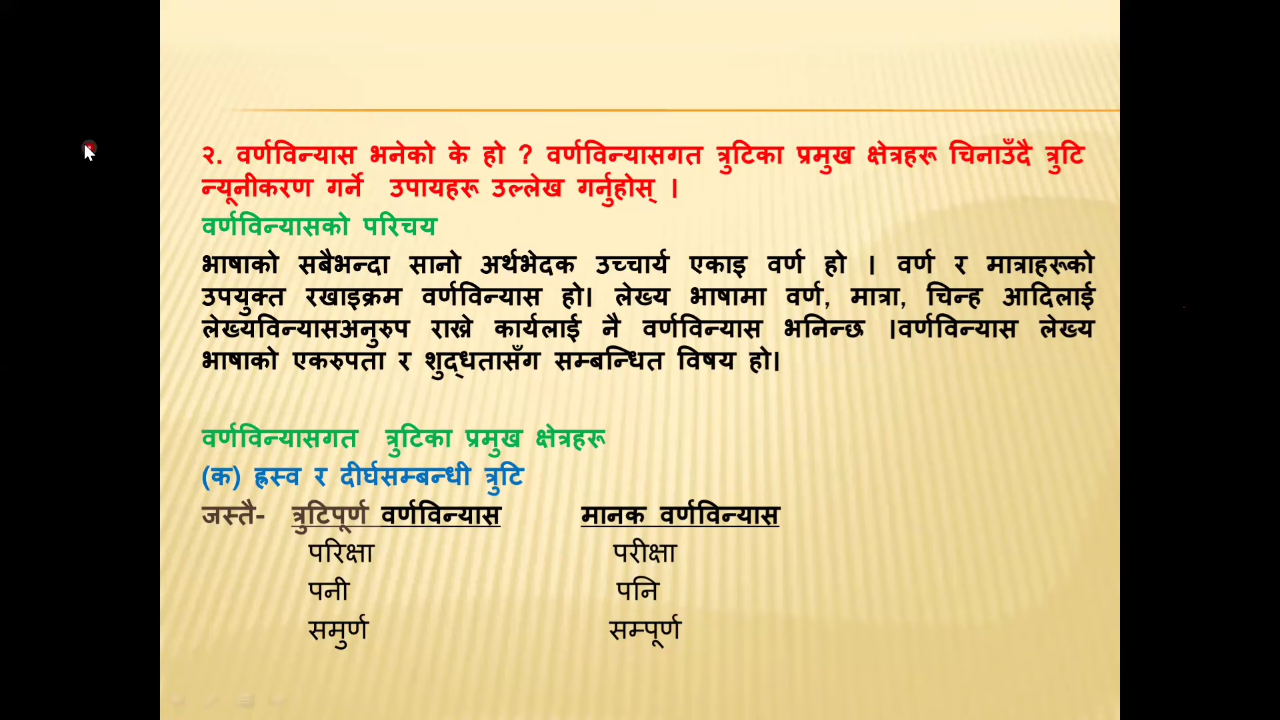 २. वर्णविन्यास भनेको के हो ? वर्णविन्यासगत त्रुटिका प्रमुख क्षेत्रहरू चिनाउँदै त्रुटि
न्यूनीकरण गर्ने उपायहरू उल्लेख गर्नुहोस् ।
वर्णविन्यासको परिचय
भाषाको सबैभन्दा सानो अर्थभेदक उच्चार्य एकाइ वर्ण हो । वर्ण र मात्राहरूको
उपयुक्त रखाइक्रम वर्णविन्यास हो। लेख्य भाषामा वर्ण, मात्रा, चिन्ह आदिलाई
लेख्यविन्यासअनुरुप राख्ने कार्यलाई नै वर्णविन्यास भनिन्छ ।वर्णविन्यास लेख्य
भाषाको एकरुपता र शुद्धतासँग सम्बन्धित विषय हो।
वर्णविन्यासगत त्रुटिका प्रमुख क्षेत्रहरू
(क) ह्रस्व र दीर्घसम्बन्धी त्रुटि
जस्तै- त्रुटिपूर्ण वर्णविन्यास मानक वर्णविन्यास
परिक्षा परीक्षा
पनी पनि
समुर्ण सम्पूर्ण